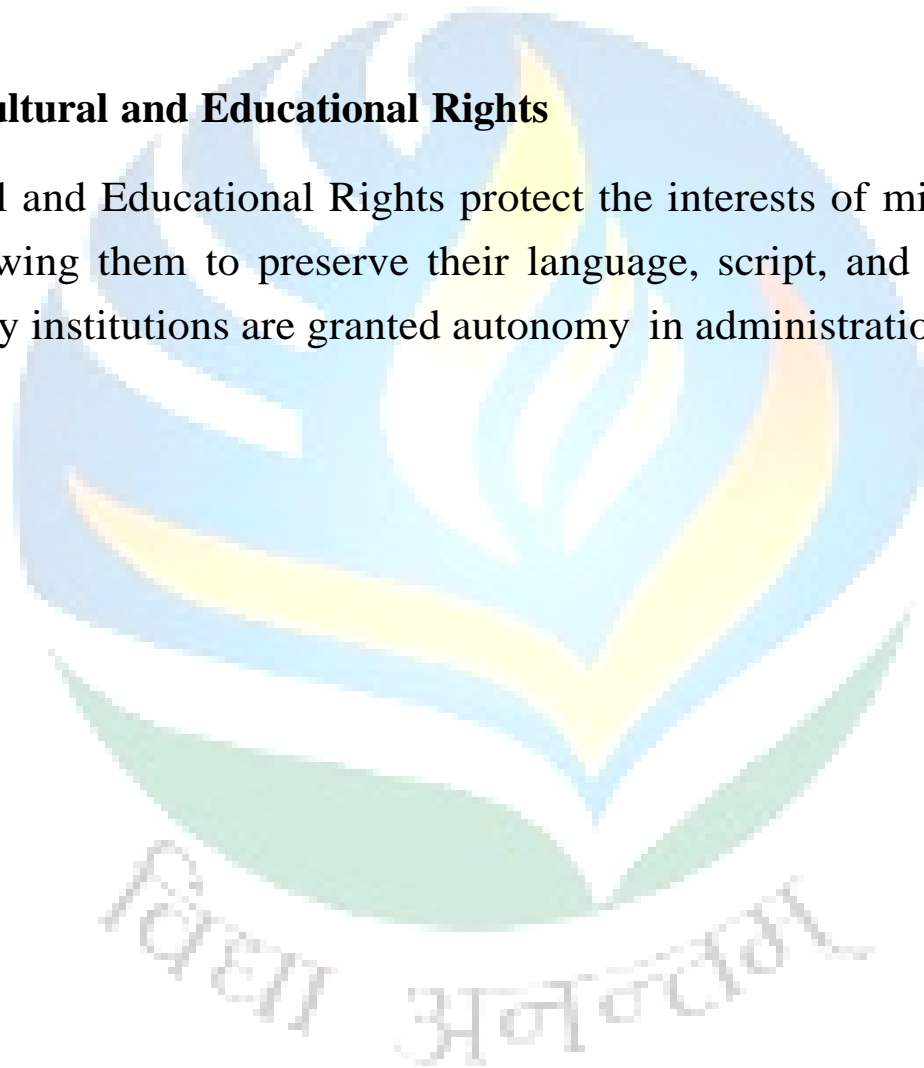 ultural and Educational Rights
l and Educational Rights protect the interests of mi
wing them to preserve their language, script, and
y institutions are granted autonomy in administratio
विद्या अनन्तम्